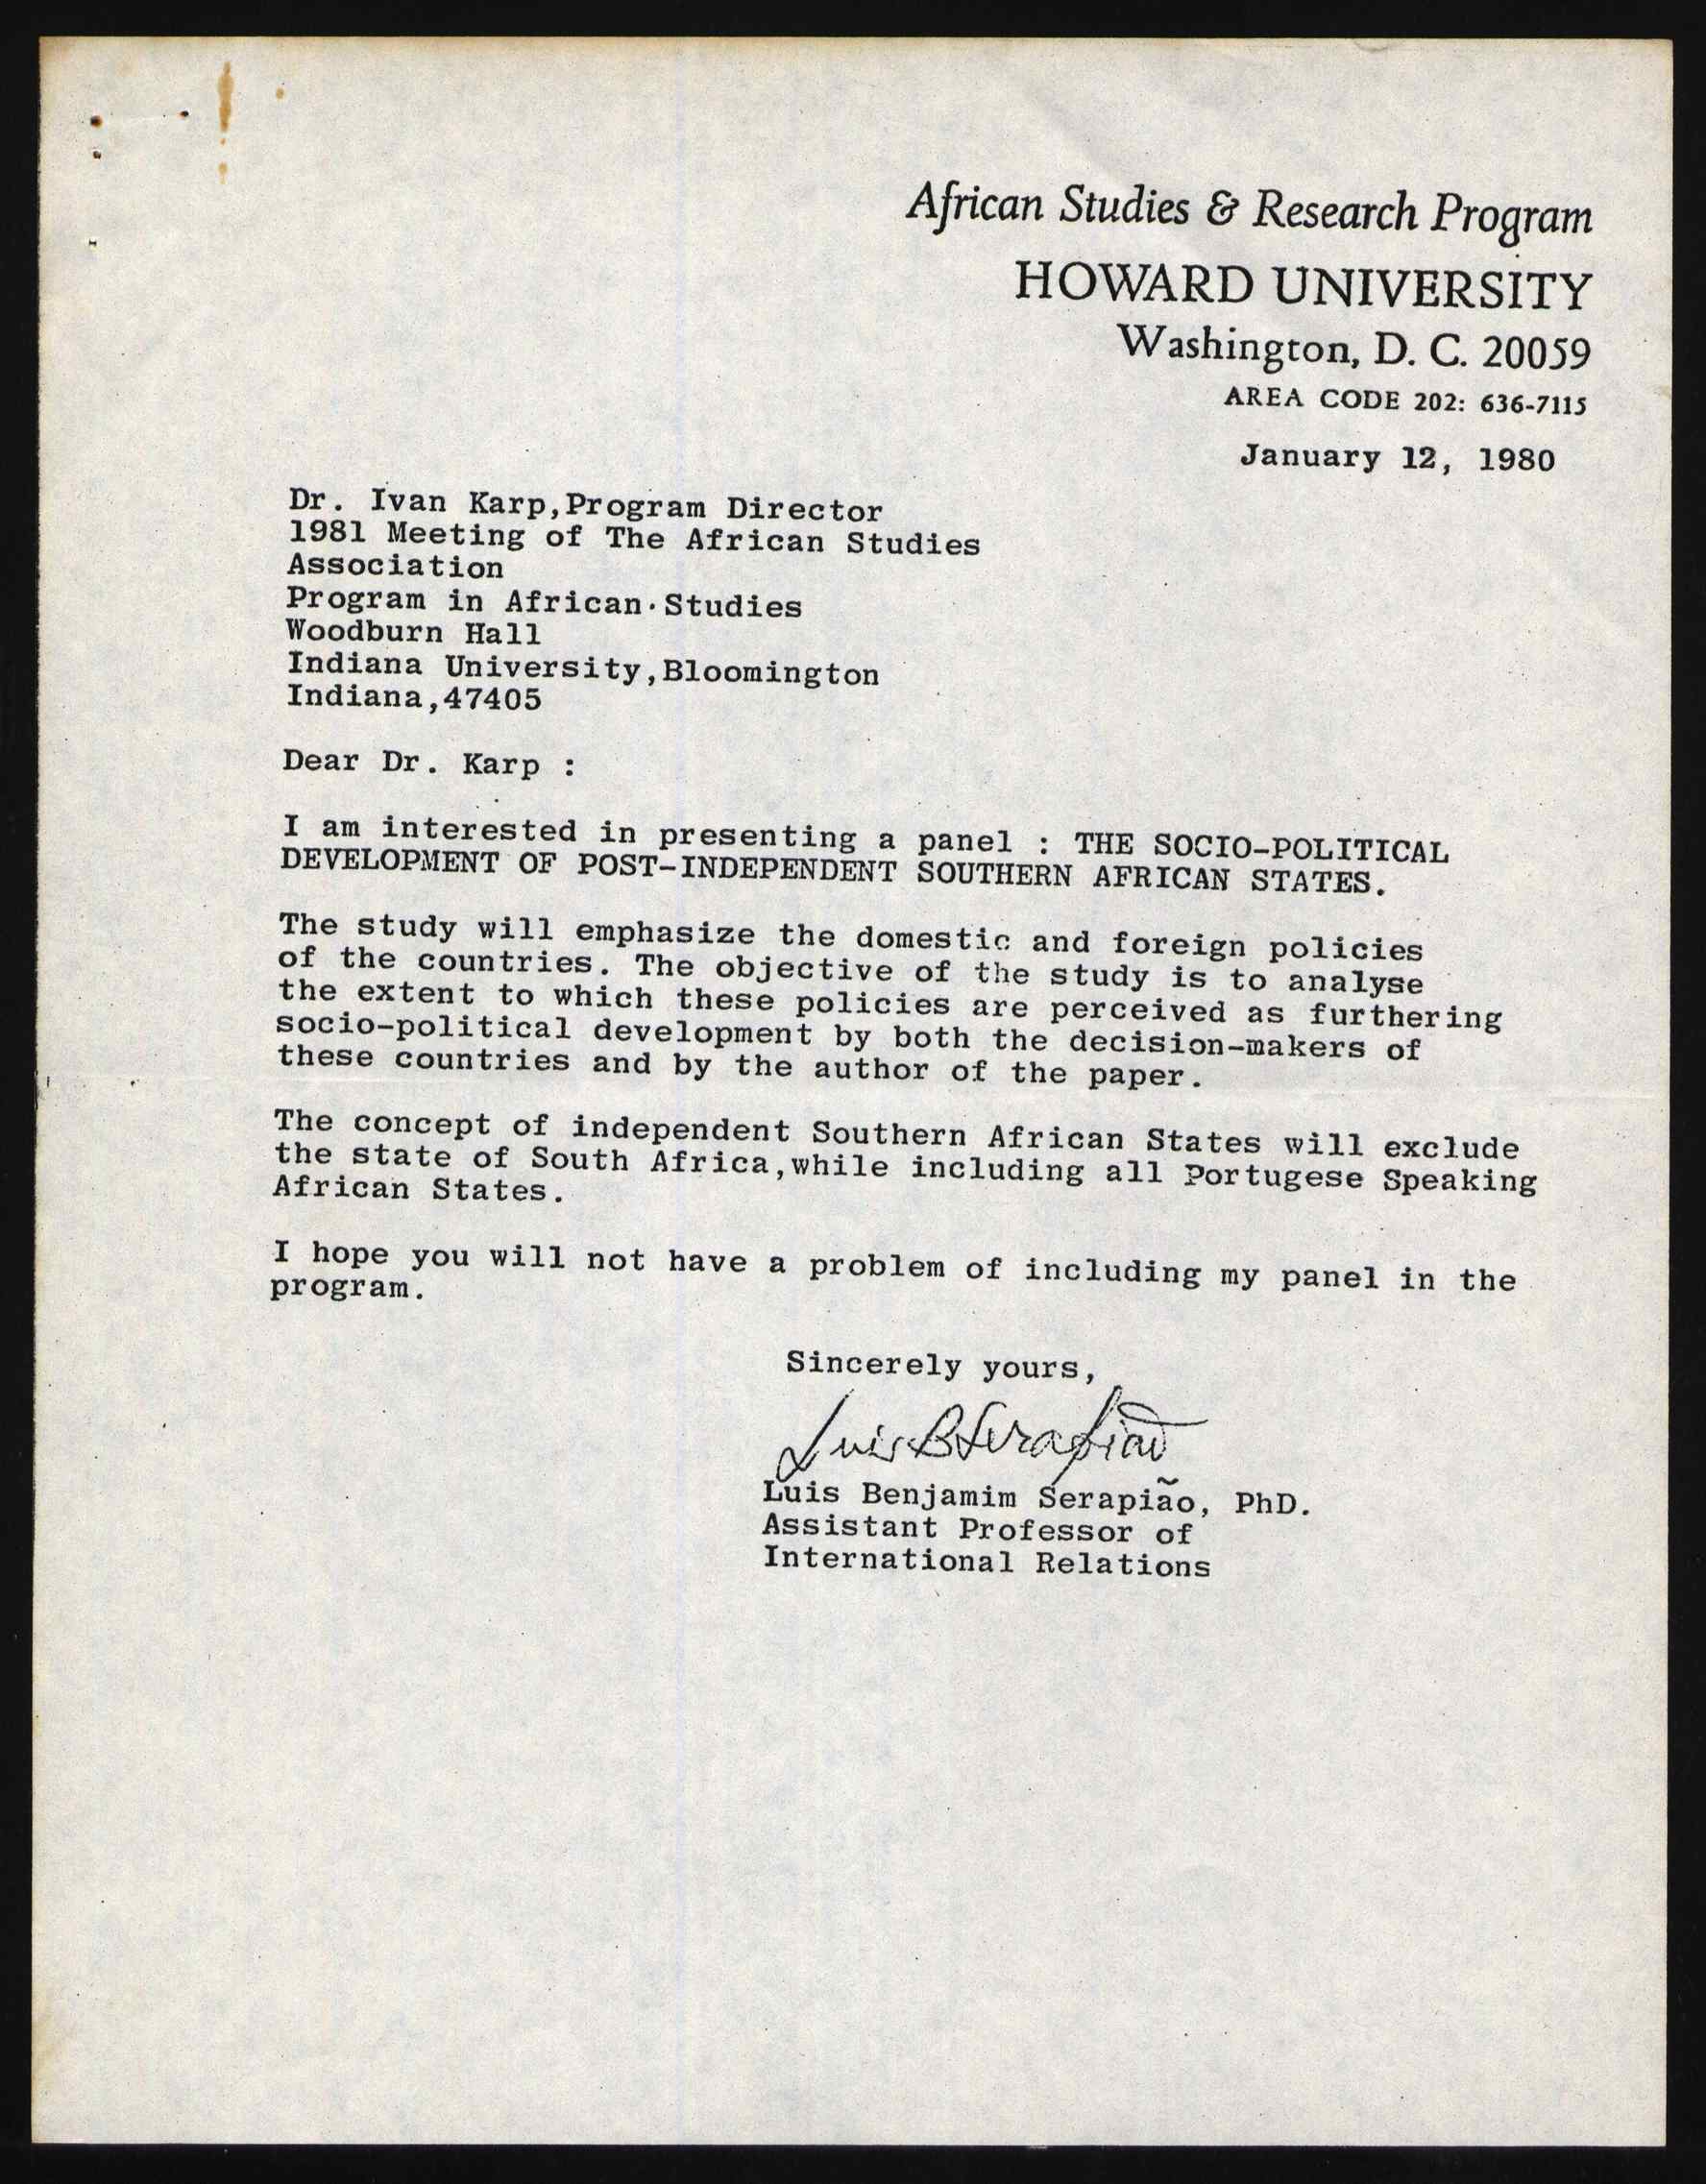 African Studies & Research Program
HOWARD UNIVERSITY
Washington, D. C. 20059
AREA CODE 202: 636-7115
January 12, 1980
Dr. Ivan Karp,Program Director
1981 Meeting of The African Studies
Association
Program in African Studies
Woodburn Hall
Indiana University,Bloomington
Indiana,47405
Dear Dr. Karp :
I am interested in presenting a panel : THE SOCIO-POLITICAL
DEVELOPMENT OF POST-INDEPENDENT SOUTHERN AFRICAN STATES.
The study will emphasize the domestic and foreign policies
of the countries. The objective of the study is to analyse
the extent to which these policies are perceived as furthering
socio-political development by both the decision-makers of
these countries and by the author of the paper.
The concept of independent Southern African States will exclude
the state of South Africa,while including all Portugese Speaking
African States.
I hope you will not have a problem of including my panel in the
program.
Sincerely yours,
Luis B Serapião
Luis Benjamim Serapião, PhD.
Assistant Professor of
International Relations